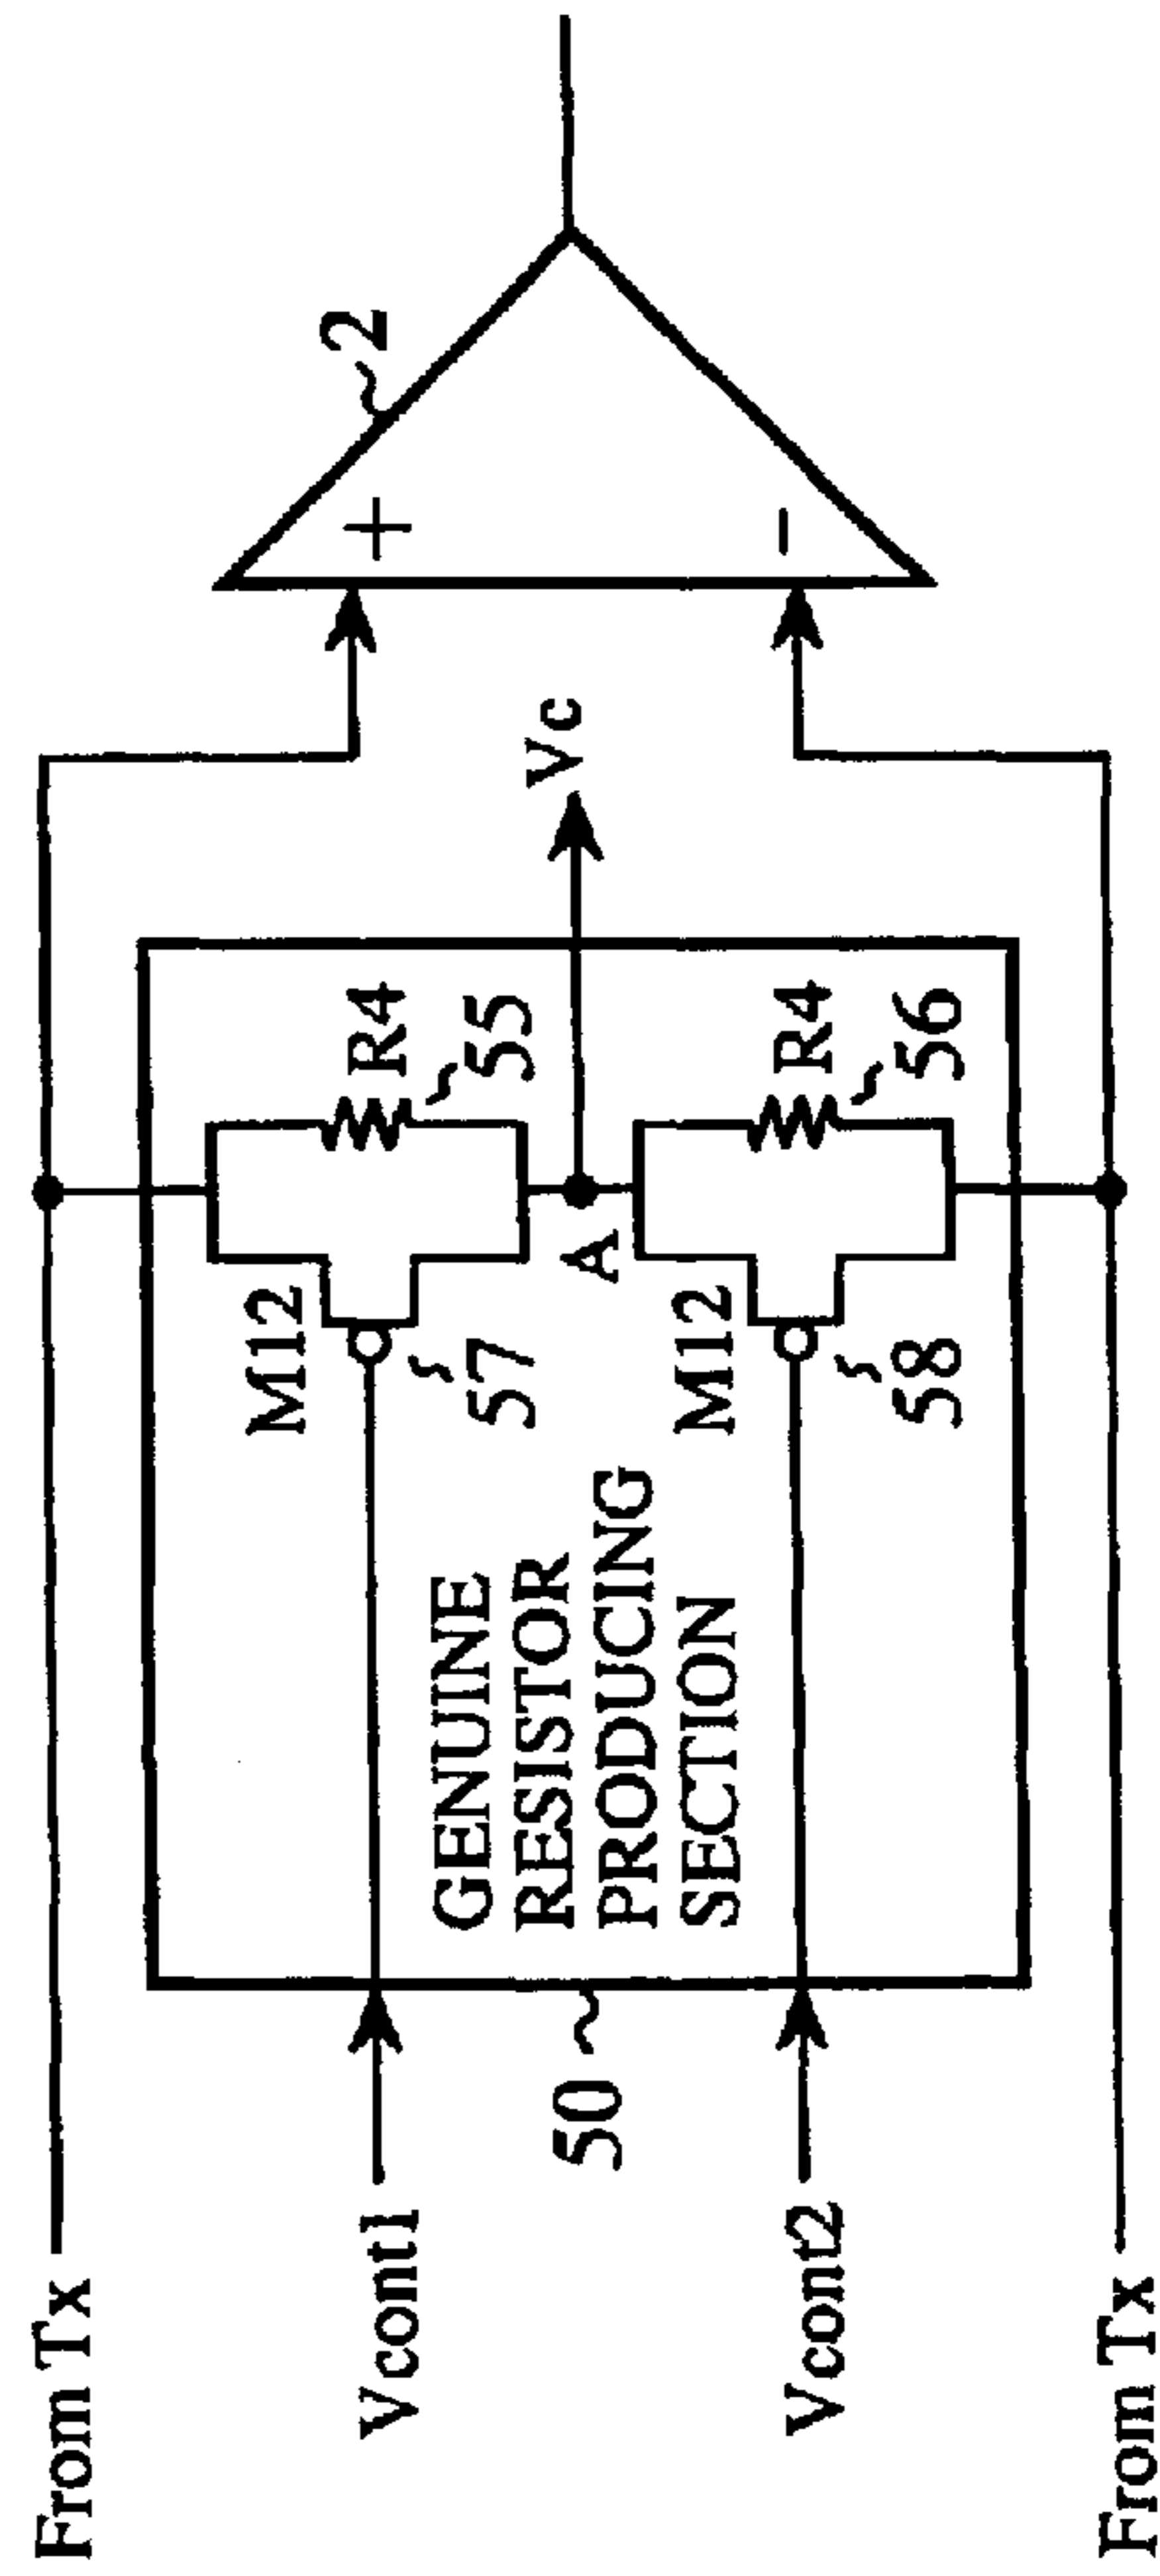 From Tx
Vcont1
Vcont2
From Tx
50
GENUINE
RESISTOR
PRODUCING
SECTION
M12
57
R4
55
A
Vc
M12
58
R4
56
2
+
-